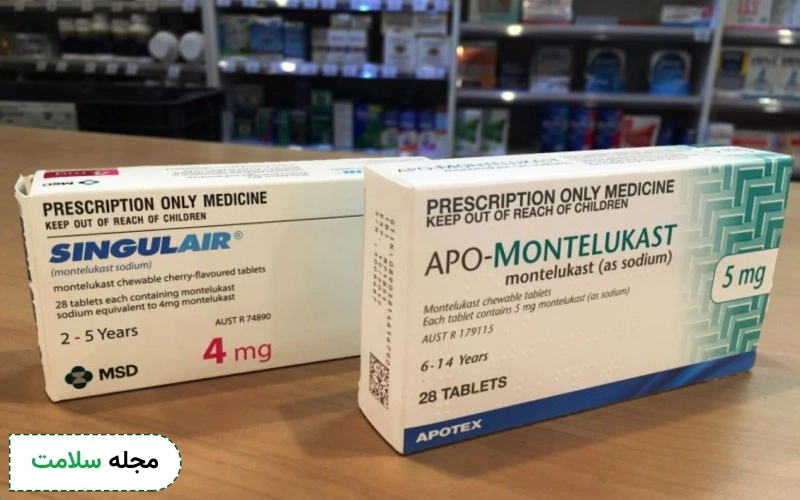 MSD
PRESCRIPTION ONLY MEDICINE
KEEP OUT OF REACH OF CHILDREN
SINGULAIR®
(montelukast sodium)
montelukast chewable cherry-flavoured tablets
28 tablets each containing montelukast
sodium equivalent to 4mg montelukast
AUST R 74890
2 - 5 Years
4 mg
MSD
APO-MONTELUKAST
PRESCRIPTION ONLY MEDICINE
KEEP OUT OF REACH OF CHILDREN
APO-MONTELUKAST
montelukast (as sodium)
5 mg
Montelukast chewable tablets
Each tablet contains 5 mg montelukast (as sodium)
AUST R 179115
6-14 Years
28 TABLETS
APOTEX
مجله سلامت